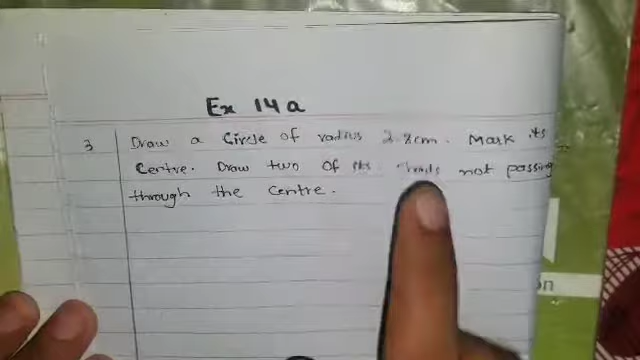 Ex 14a
3 Draw a Circle of radius 2.8cm. Mark its
Centre. Draw two of its chords not passing
through the Centre.